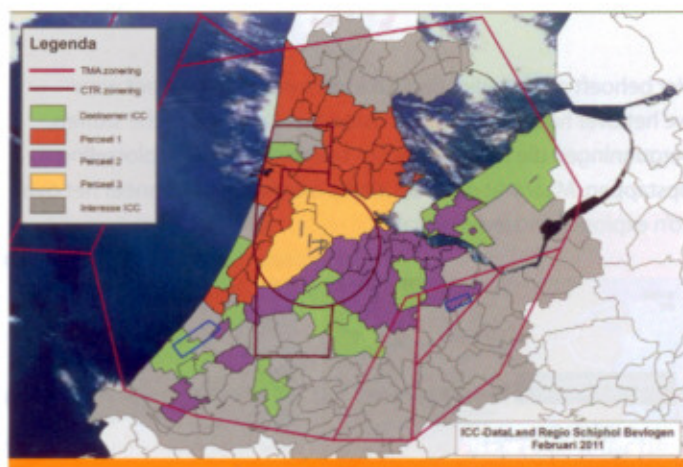 Legenda
TMA zonering
CTR zonering
Deelnemer ICC
Perceel 1
Perceel 2
Perceel 3
Interesse ICC
ICC-DataLand Regio Schiphol Bevlogen
Februari 2011